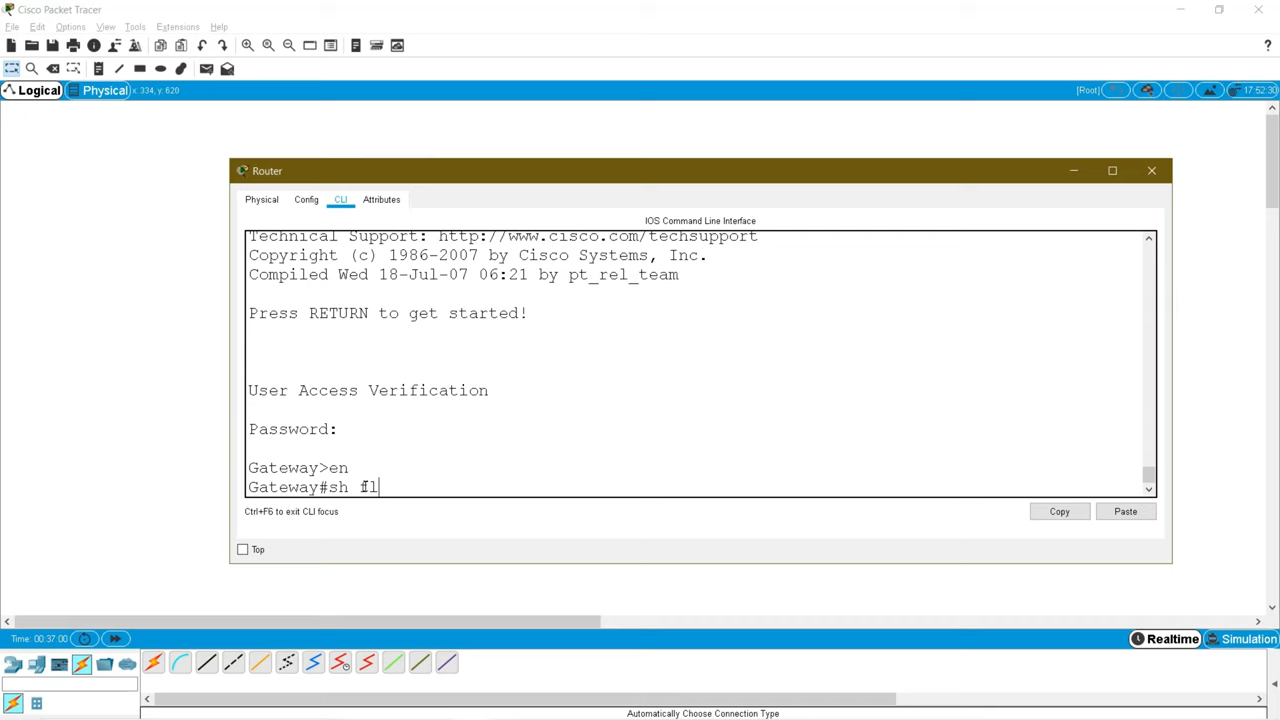 Cisco Packet Tracer
File Edit Options View Tools Extensions Help
?
Logical Physical x: 334, y: 620 [Root] 17:52:30
Router
Physical Config CLI Attributes
IOS Command Line Interface
Technical Support: http://www.cisco.com/techsupport
Copyright (c) 1986-2007 by Cisco Systems, Inc.
Compiled Wed 18-Jul-07 06:21 by pt_rel_team
Press RETURN to get started!
User Access Verification
Password:
Gateway>en
Gateway#sh fl
Ctrl+F6 to exit CLI focus Copy Paste
Top
Time: 00:37:00 Realtime Simulation
Automatically Choose Connection Type